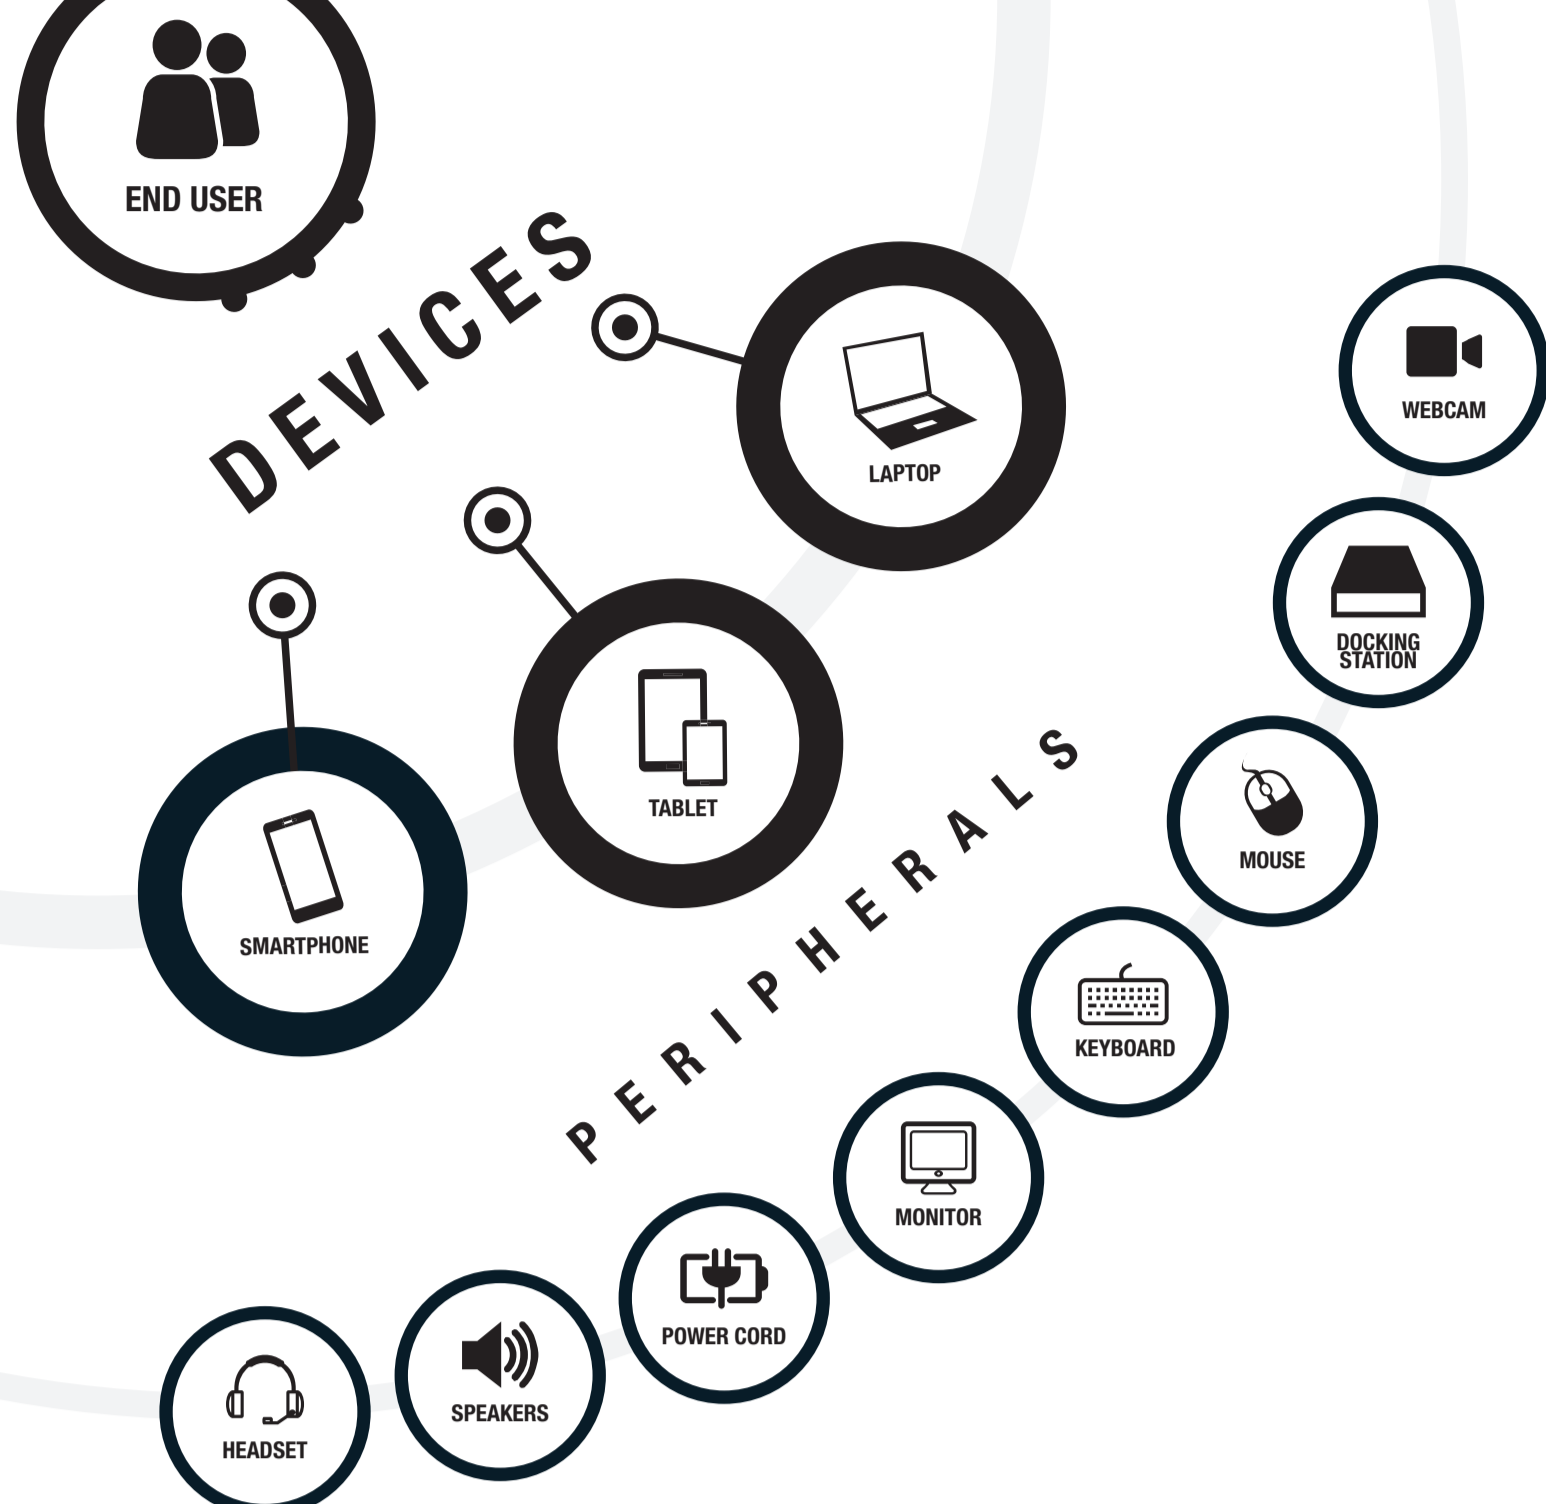 END USER
DEVICES
LAPTOP
TABLET
SMARTPHONE
PERIPHERALS
WEBCAM
DOCKING
STATION
MOUSE
KEYBOARD
MONITOR
POWER CORD
SPEAKERS
HEADSET